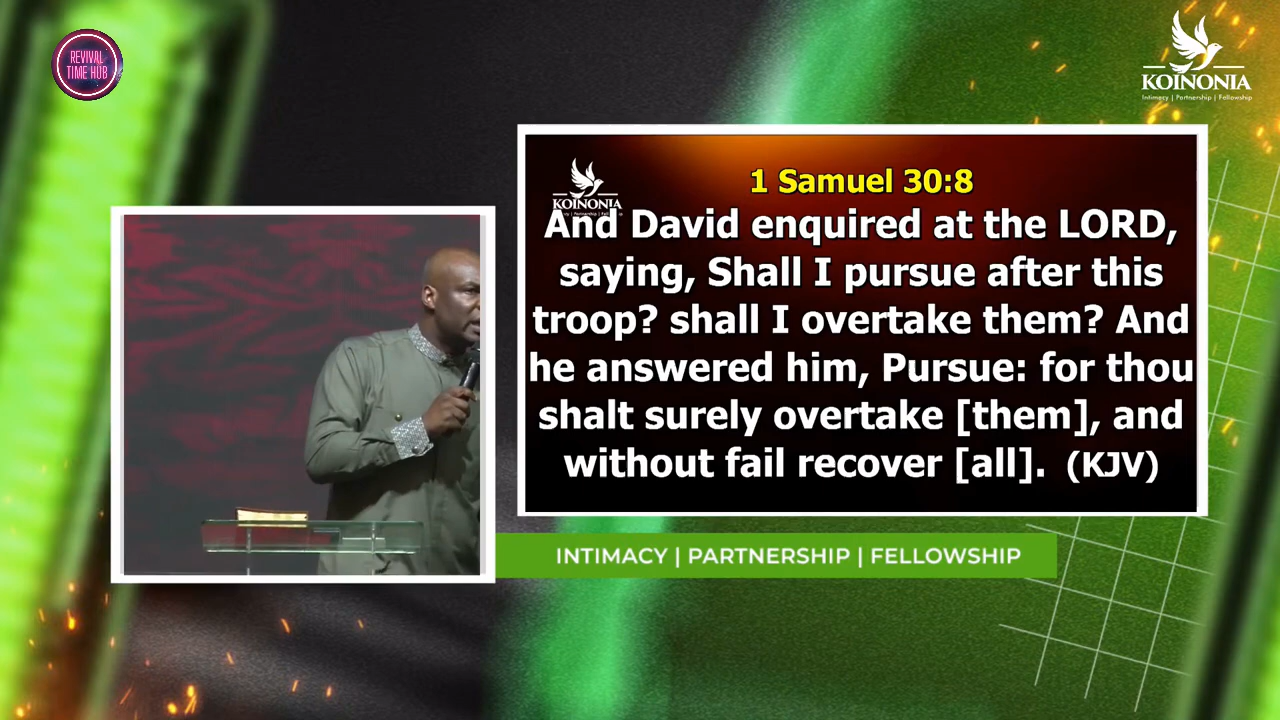 REVIVAL
TIME HUB
KOINONIA
Intimacy | Partnership | Fellowship
KOINONIA
1 Samuel 30:8
And David enquired at the LORD,
saying, Shall I pursue after this
troop? shall I overtake them? And
he answered him, Pursue: for thou
shalt surely overtake [them], and
without fail recover [all]. (KJV)
INTIMACY | PARTNERSHIP | FELLOWSHIP